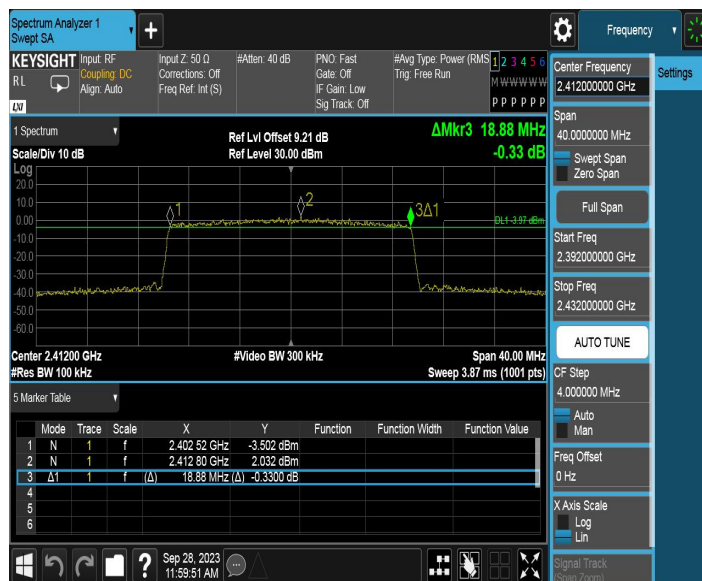 Spectrum Analyzer 1
Swept SA
+
Frequency
KEYSIGHT
RL
LXI
Input: RF
Coupling: DC
Align: Auto
Input Z: 50 Ω
Corrections: Off
Freq Ref: Int (S)
#Atten: 40 dB
PNO: Fast
Gate: Off
IF Gain: Low
Sig Track: Off
#Avg Type: Power (RMS
Trig: Free Run
1 2 3 4 5 6
M W W W W W
P P P P P P
1 Spectrum
Scale/Div 10 dB
Ref Lvl Offset 9.21 dB
Ref Level 30.00 dBm
ΔMkr3 18.88 MHz
-0.33 dB
Log
20.0
10.0
0.00
-10.0
-20.0
-30.0
-40.0
-50.0
-60.0
1
2
3Δ1
DL1 -3.97 dBm
Center 2.41200 GHz
#Video BW 300 kHz
Span 40.00 MHz
#Res BW 100 kHz
Sweep 3.87 ms (1001 pts)
5 Marker Table
Mode Trace Scale X Y Function Function Width Function Value
1 N 1 f 2.402 52 GHz -3.502 dBm
2 N 1 f 2.412 80 GHz 2.032 dBm
3 Δ1 1 f (Δ) 18.88 MHz (Δ) -0.3300 dB
4
5
6
?
Sep 28, 2023
11:59:51 AM
Settings
Center Frequency
2.412000000 GHz
Span
40.0000000 MHz
Swept Span
Zero Span
Full Span
Start Freq
2.392000000 GHz
Stop Freq
2.432000000 GHz
AUTO TUNE
CF Step
4.000000 MHz
Auto
Man
Freq Offset
0 Hz
X Axis Scale
Log
Lin
Signal Track
(Span Zoom)